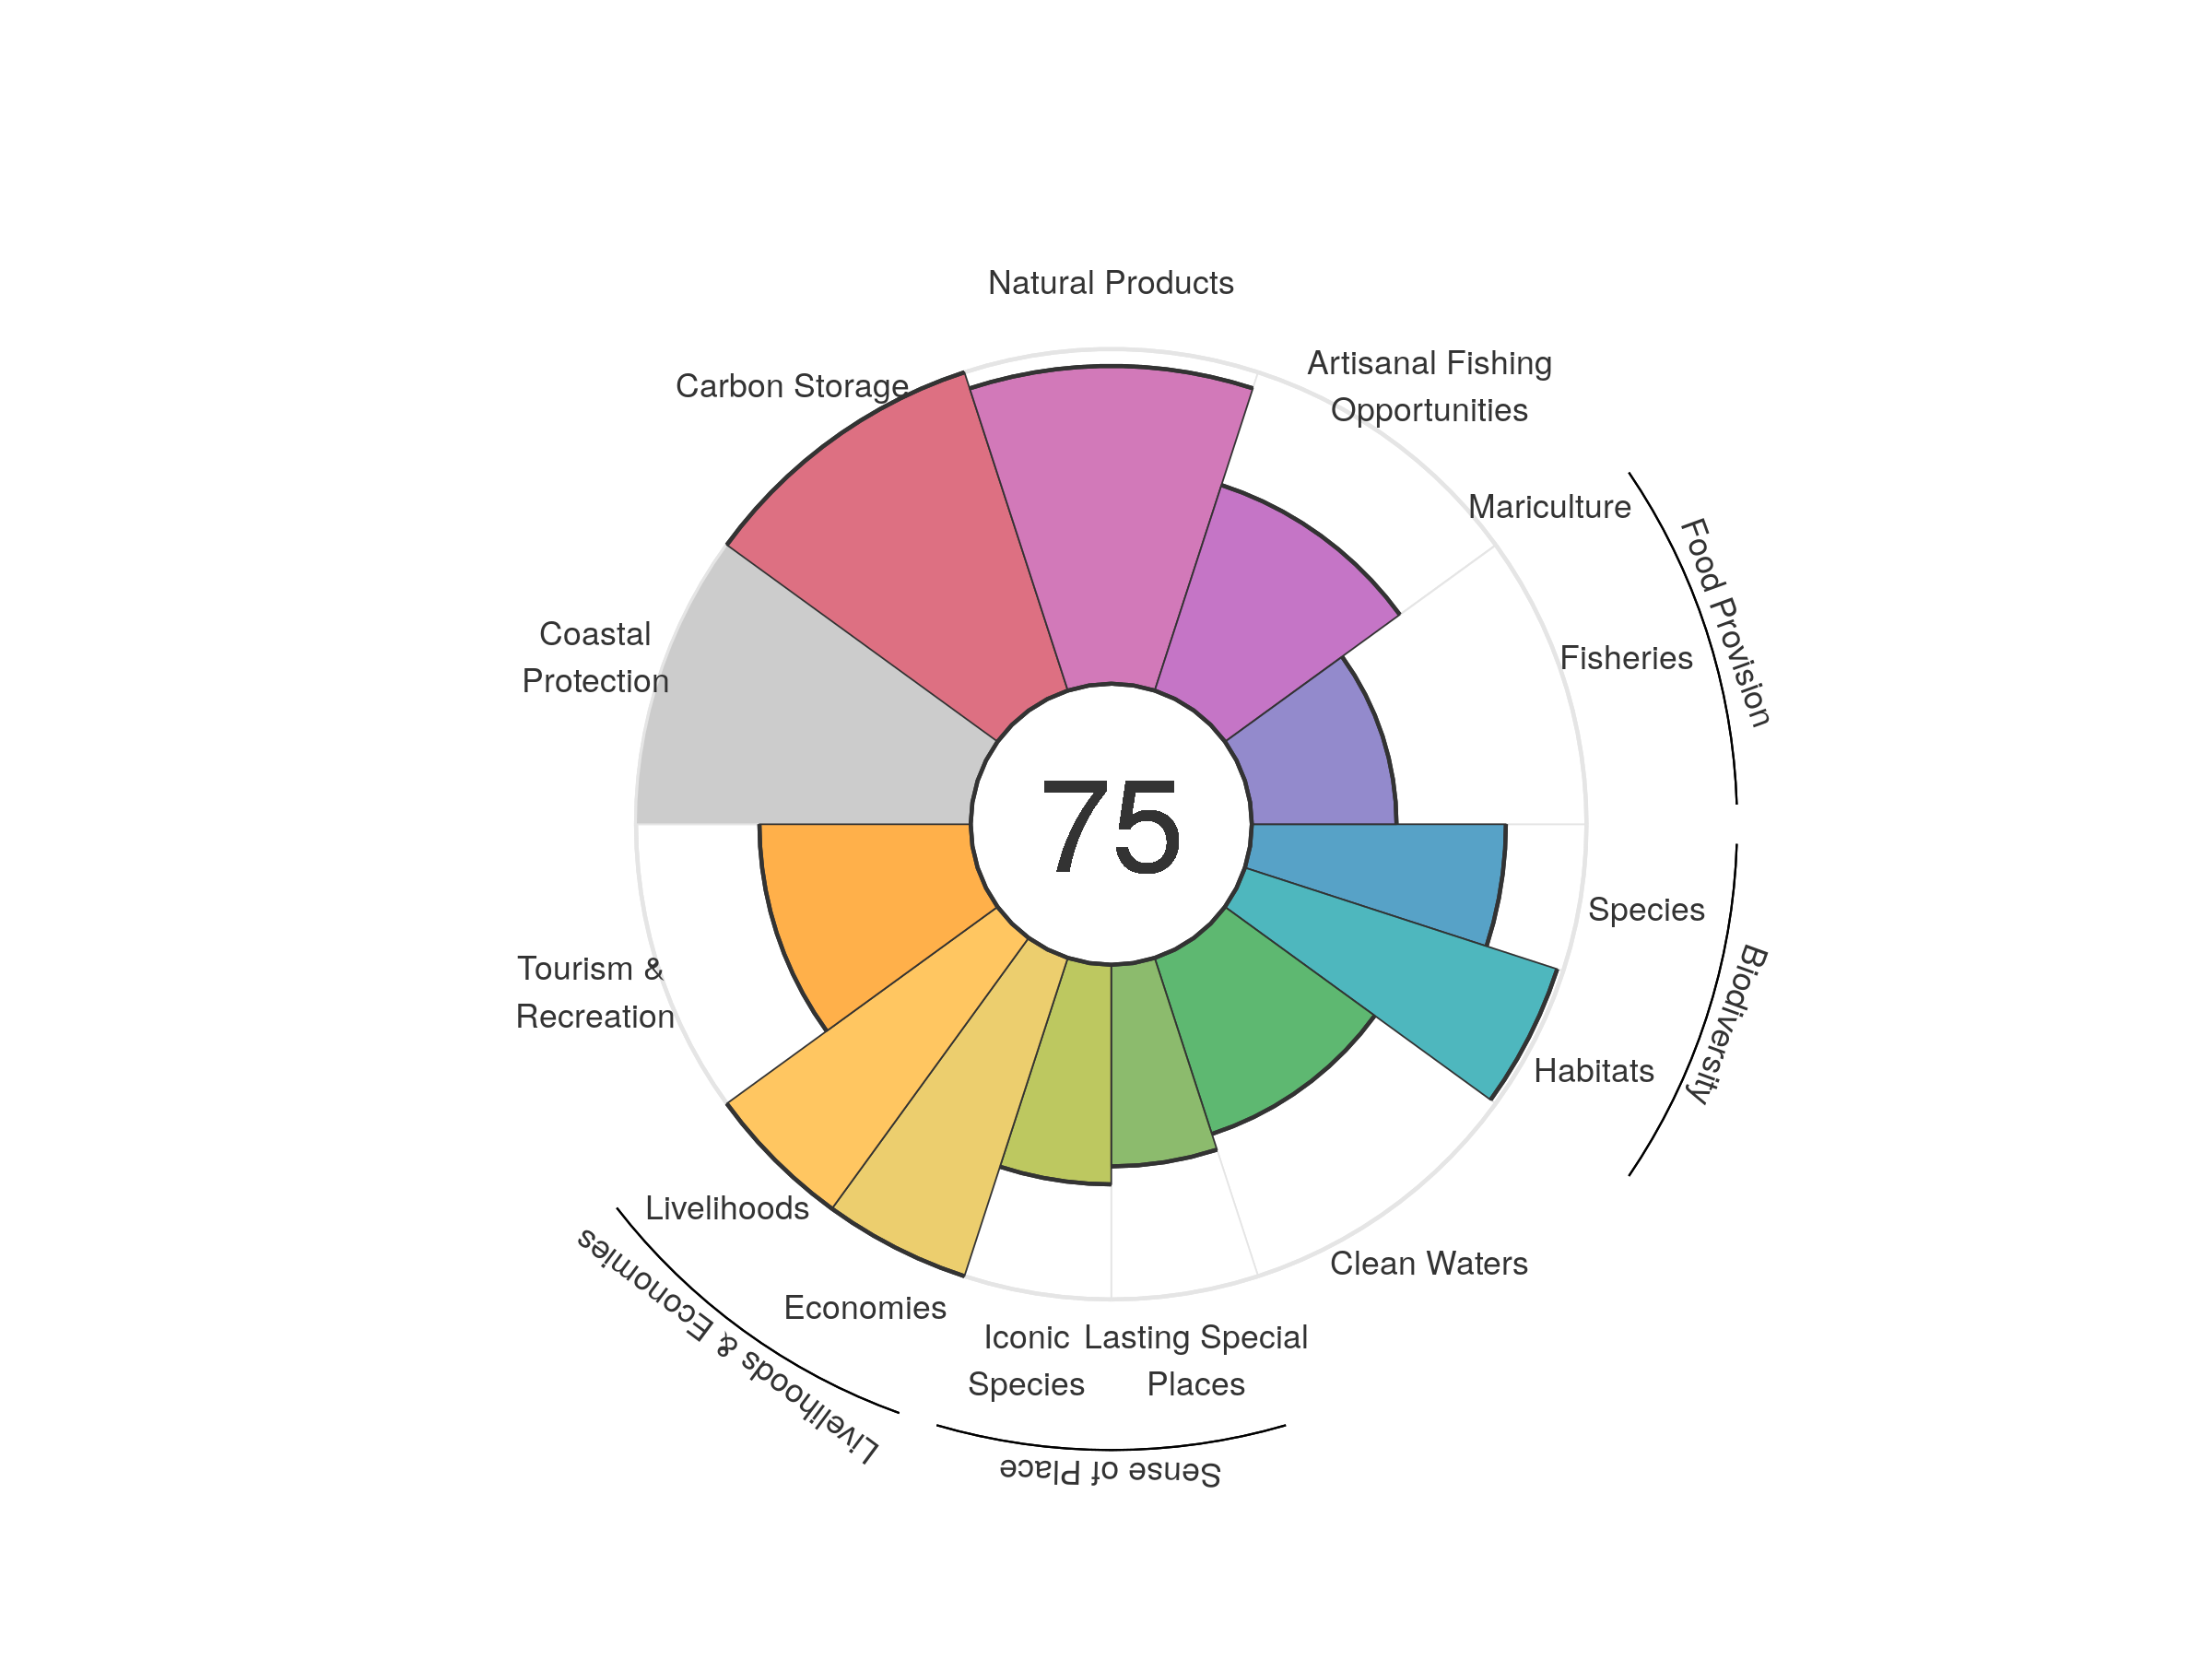 Natural Products
Artisanal Fishing
Opportunities
Carbon Storage
Mariculture
Food Provision
Fisheries
Coastal
Protection
75
Species
Biodiversity
Tourism &
Recreation
Habitats
Livelihoods
Clean Waters
Livelihoods & Economies
Economies
Iconic
Species
Lasting Special
Places
Sense of Place